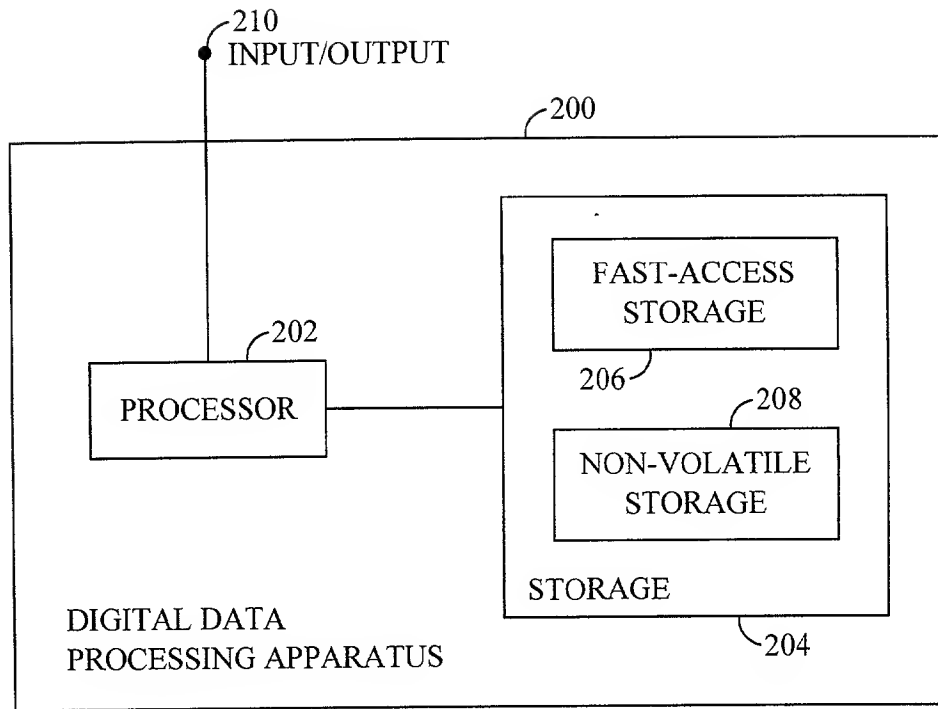 210
INPUT/OUTPUT
200
FAST-ACCESS
STORAGE
206
202
PROCESSOR
208
NON-VOLATILE
STORAGE
STORAGE
204
DIGITAL DATA
PROCESSING APPARATUS